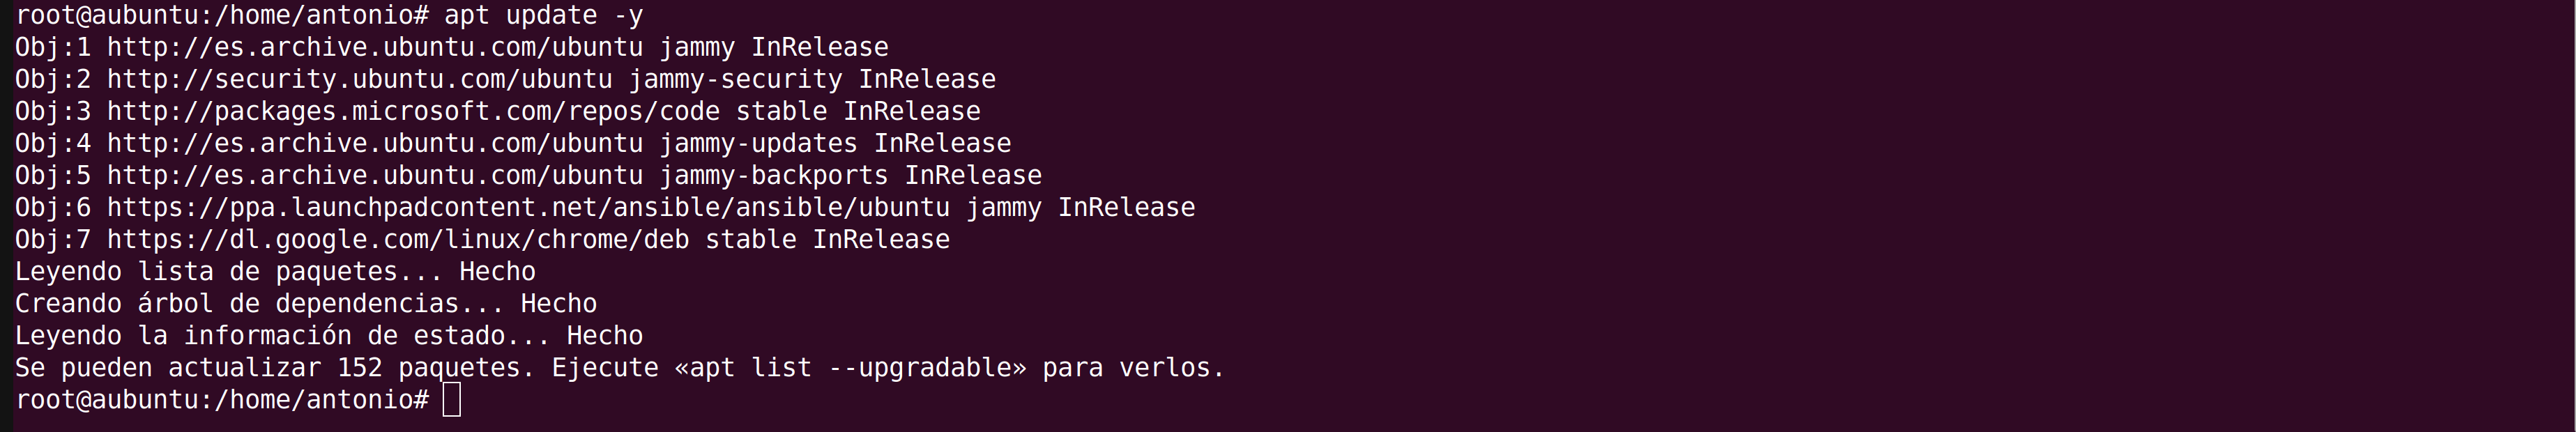 root@aubuntu:/home/antonio# apt update -y
Obj:1 http://es.archive.ubuntu.com/ubuntu jammy InRelease
Obj:2 http://security.ubuntu.com/ubuntu jammy-security InRelease
Obj:3 http://packages.microsoft.com/repos/code stable InRelease
Obj:4 http://es.archive.ubuntu.com/ubuntu jammy-updates InRelease
Obj:5 http://es.archive.ubuntu.com/ubuntu jammy-backports InRelease
Obj:6 https://ppa.launchpadcontent.net/ansible/ansible/ubuntu jammy InRelease
Obj:7 https://dl.google.com/linux/chrome/deb stable InRelease
Leyendo lista de paquetes... Hecho
Creando árbol de dependencias... Hecho
Leyendo la información de estado... Hecho
Se pueden actualizar 152 paquetes. Ejecute «apt list --upgradable» para verlos.
root@aubuntu:/home/antonio#